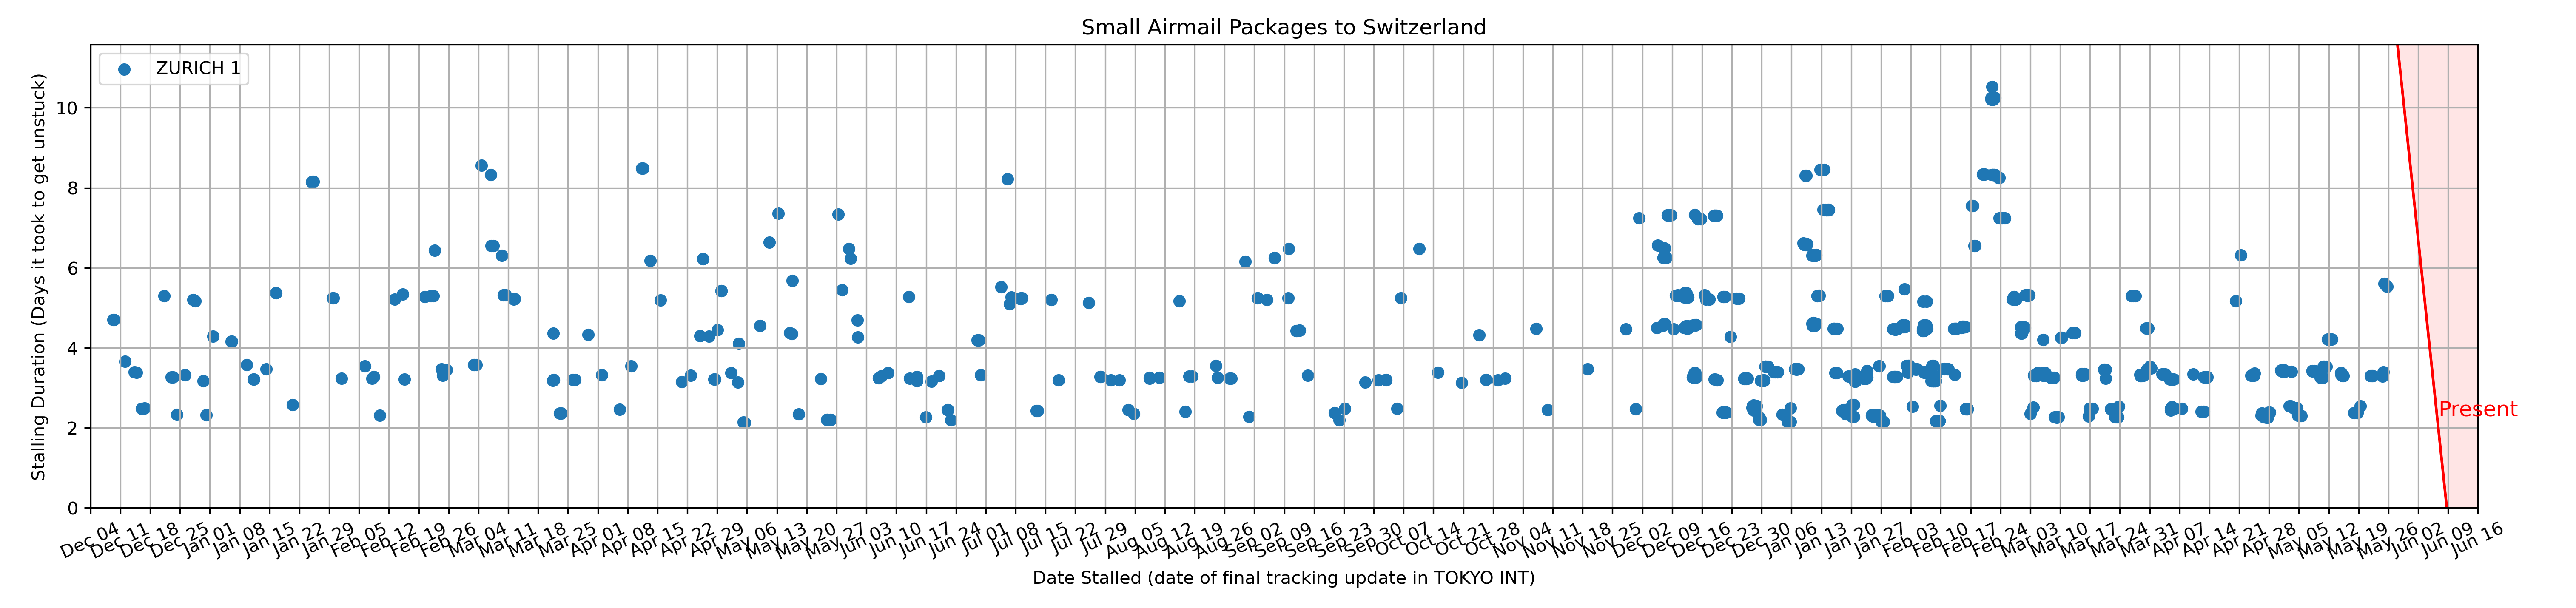 Small Airmail Packages to Switzerland
ZURICH 1
Stalling Duration (Days it took to get unstuck)
10
8
6
4
2
0
Present
Dec 04 Dec 11 Dec 18 Dec 25 Jan 01 Jan 08 Jan 15 Jan 22 Jan 29 Feb 05 Feb 12 Feb 19 Feb 26 Mar 04 Mar 11 Mar 18 Mar 25 Apr 01 Apr 08 Apr 15 Apr 22 Apr 29 May 06 May 13 May 20 May 27 Jun 03 Jun 10 Jun 17 Jun 24 Jul 01 Jul 08 Jul 15 Jul 22 Jul 29 Aug 05 Aug 12 Aug 19 Aug 26 Sep 02 Sep 09 Sep 16 Sep 23 Sep 30 Oct 07 Oct 14 Oct 21 Oct 28 Nov 04 Nov 11 Nov 18 Nov 25 Dec 02 Dec 09 Dec 16 Dec 23 Dec 30 Jan 06 Jan 13 Jan 20 Jan 27 Feb 03 Feb 10 Feb 17 Feb 24 Mar 03 Mar 10 Mar 17 Mar 24 Mar 31 Apr 07 Apr 14 Apr 21 Apr 28 May 05 May 12 May 19 May 26 Jun 02 Jun 09 Jun 16
Date Stalled (date of final tracking update in TOKYO INT)